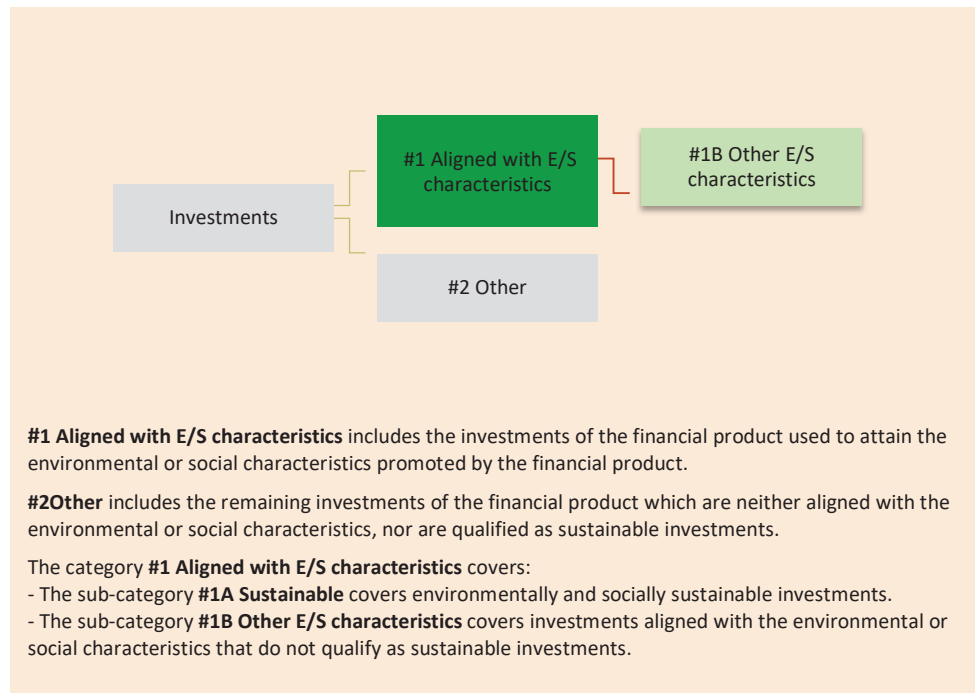 #1 Aligned with E/S
characteristics
#1B Other E/S
characteristics
Investments
#2 Other
#1 Aligned with E/S characteristics includes the investments of the financial product used to attain the
environmental or social characteristics promoted by the financial product.
#2Other includes the remaining investments of the financial product which are neither aligned with the
environmental or social characteristics, nor are qualified as sustainable investments.
The category #1 Aligned with E/S characteristics covers:
- The sub-category #1A Sustainable covers environmentally and socially sustainable investments.
- The sub-category #1B Other E/S characteristics covers investments aligned with the environmental or
social characteristics that do not qualify as sustainable investments.